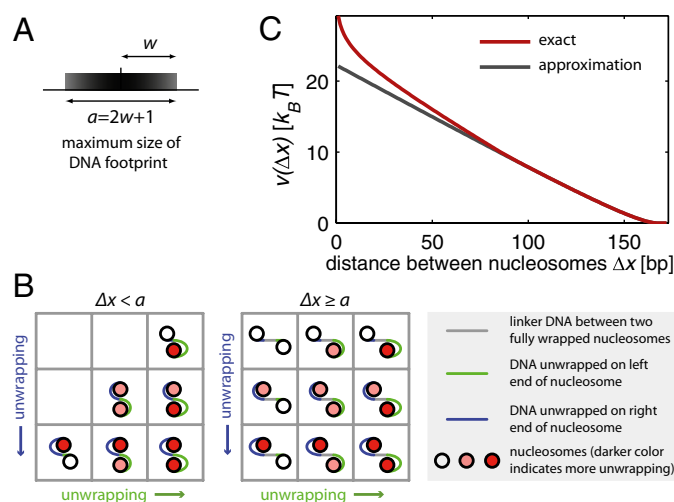 A
w
a=2w+1
maximum size of
DNA footprint
C
exact
approximation
v(Δx) [k_B T]
20
10
0
0
50
100
150
distance between nucleosomes Δx [bp]
B
Δx < a
Δx ≥ a
unwrapping
unwrapping
unwrapping
unwrapping
linker DNA between two
fully wrapped nucleosomes
DNA unwrapped on left
end of nucleosome
DNA unwrapped on right
end of nucleosome
nucleosomes (darker color
indicates more unwrapping)